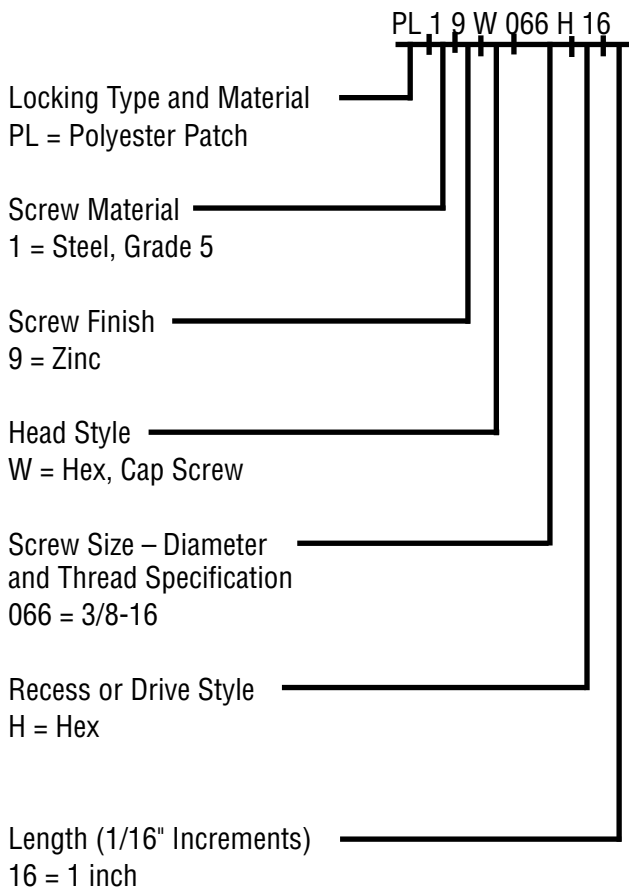 PL 1 9 W 066 H 16
Locking Type and Material
PL = Polyester Patch
Screw Material
1 = Steel, Grade 5
Screw Finish
9 = Zinc
Head Style
W = Hex, Cap Screw
Screw Size – Diameter
and Thread Specification
066 = 3/8-16
Recess or Drive Style
H = Hex
Length (1/16" Increments)
16 = 1 inch